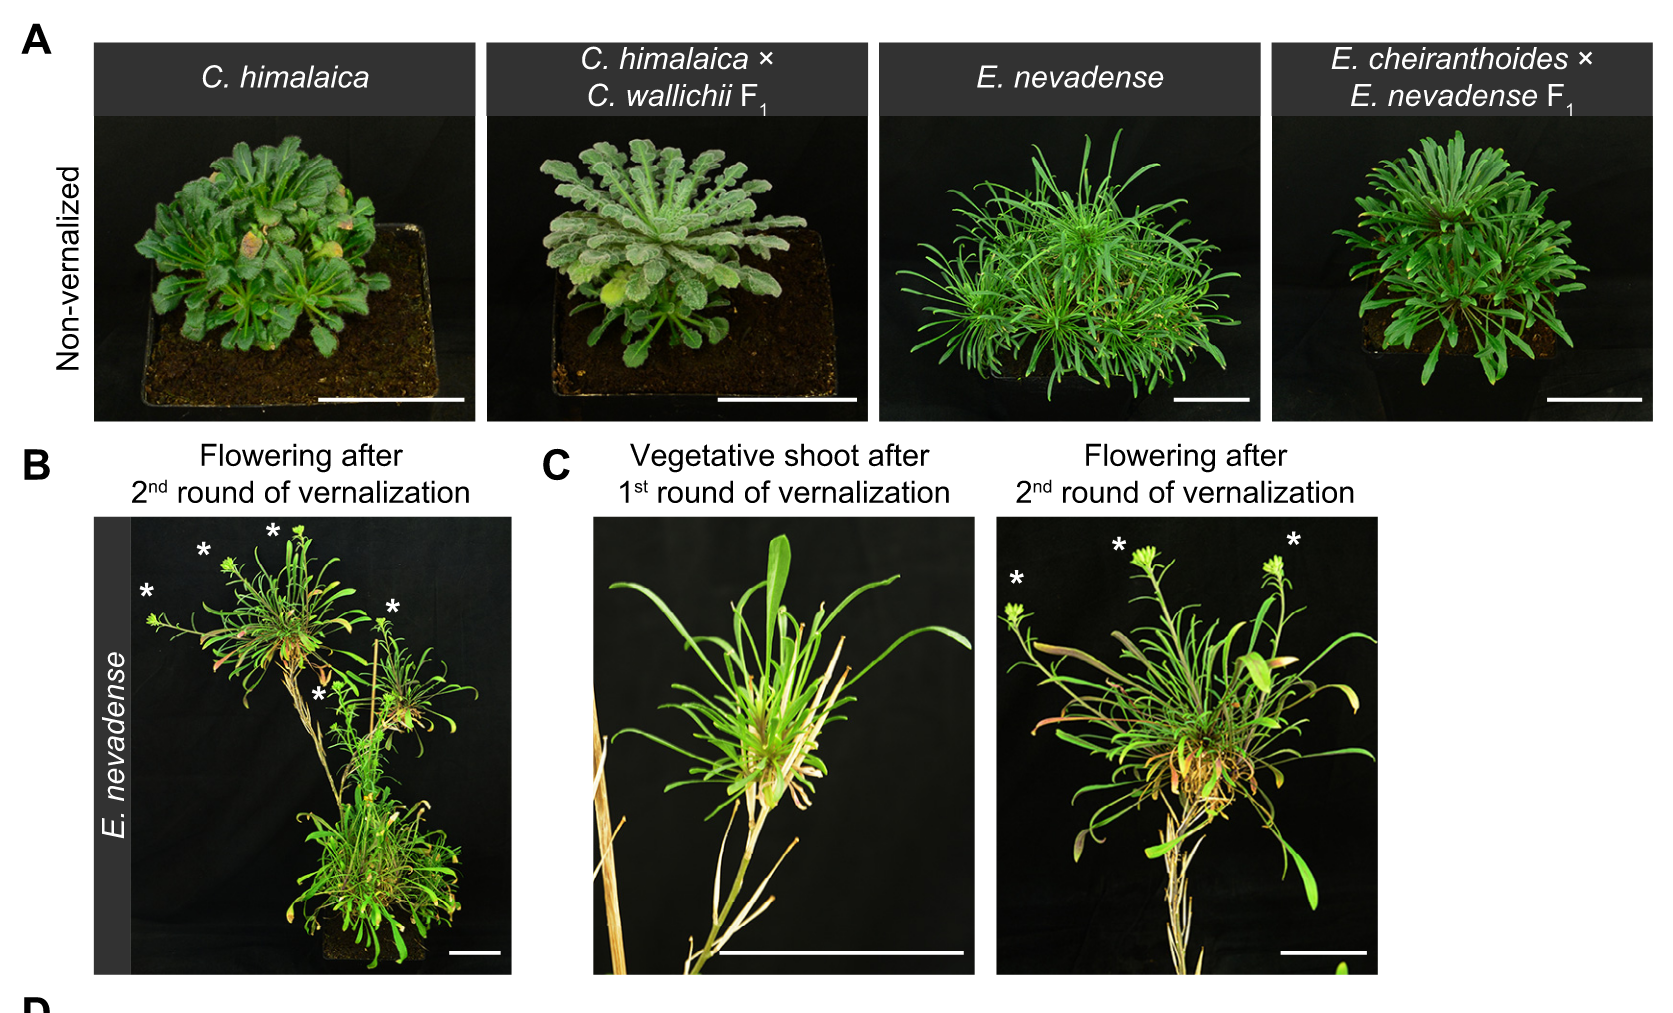 A
C. himalaica
C. himalaica ×
C. wallichii F₁
E. nevadense
E. cheiranthoides ×
E. nevadense F₁
Non-vernalized
B
Flowering after
2ⁿᵈ round of vernalization
*
*
*
*
*
E. nevadense
C
Vegetative shoot after
1ˢᵗ round of vernalization
Flowering after
2ⁿᵈ round of vernalization
*
*
*
D